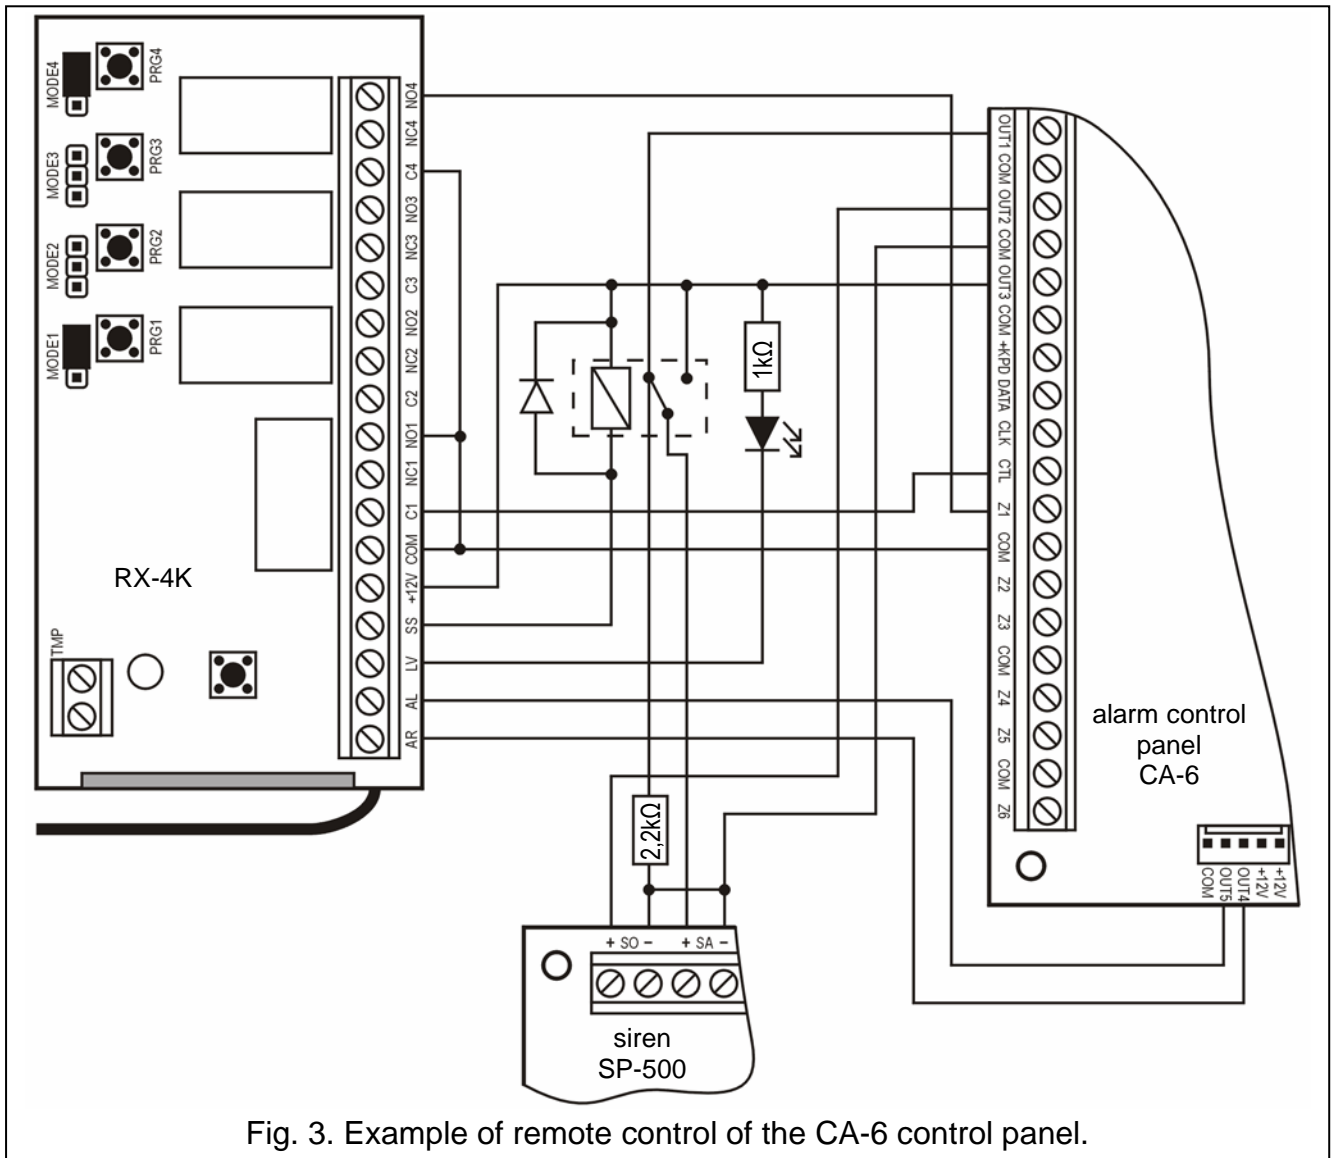 MODE4
PRG4
MODE3
PRG3
MODE2
PRG2
MODE1
PRG1
NO4
NC4
C4
NO3
NC3
C3
NO2
NC2
C2
NO1
NC1
C1
COM
+12V
SS
LV
AL
AR
RX-4K
TMP
1kΩ
2,2kΩ
OUT1
COM
OUT2
COM
OUT3
COM
+KPD
DATA
CLK
CTL
Z1
COM
Z2
Z3
COM
Z4
Z5
COM
Z6
alarm control
panel
CA-6
COM
OUT5
OUT4
+12V
+12V
+ SO − + SA −
siren
SP-500
Fig. 3. Example of remote control of the CA-6 control panel.